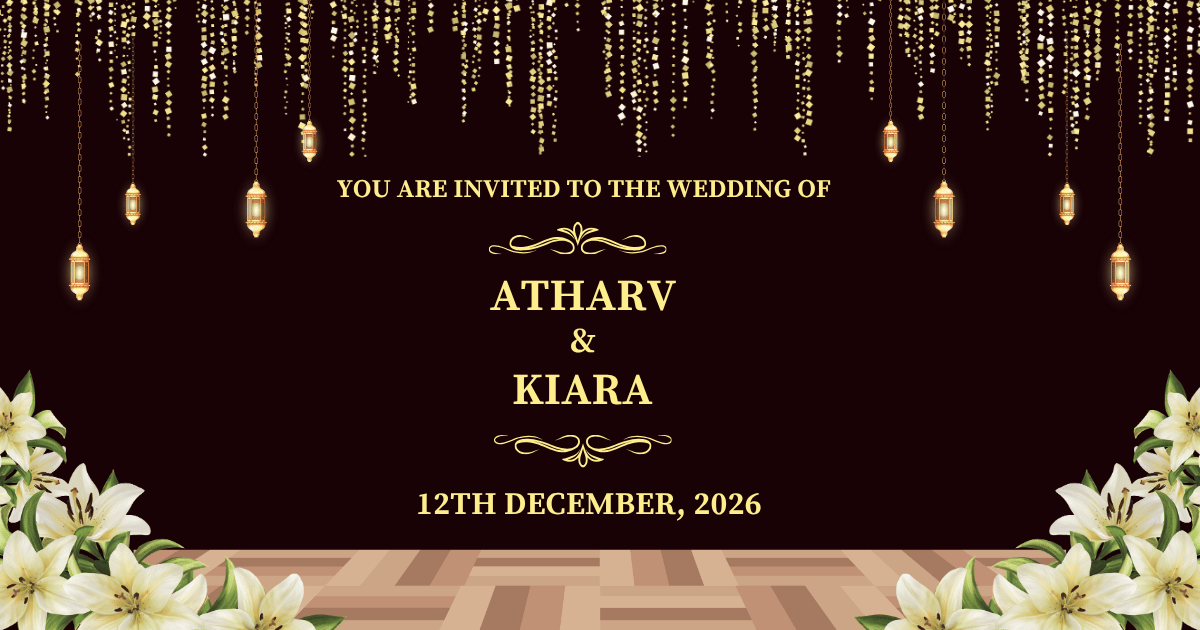 YOU ARE INVITED TO THE WEDDING OF
ATHARV
&
KIARA
12TH DECEMBER, 2026